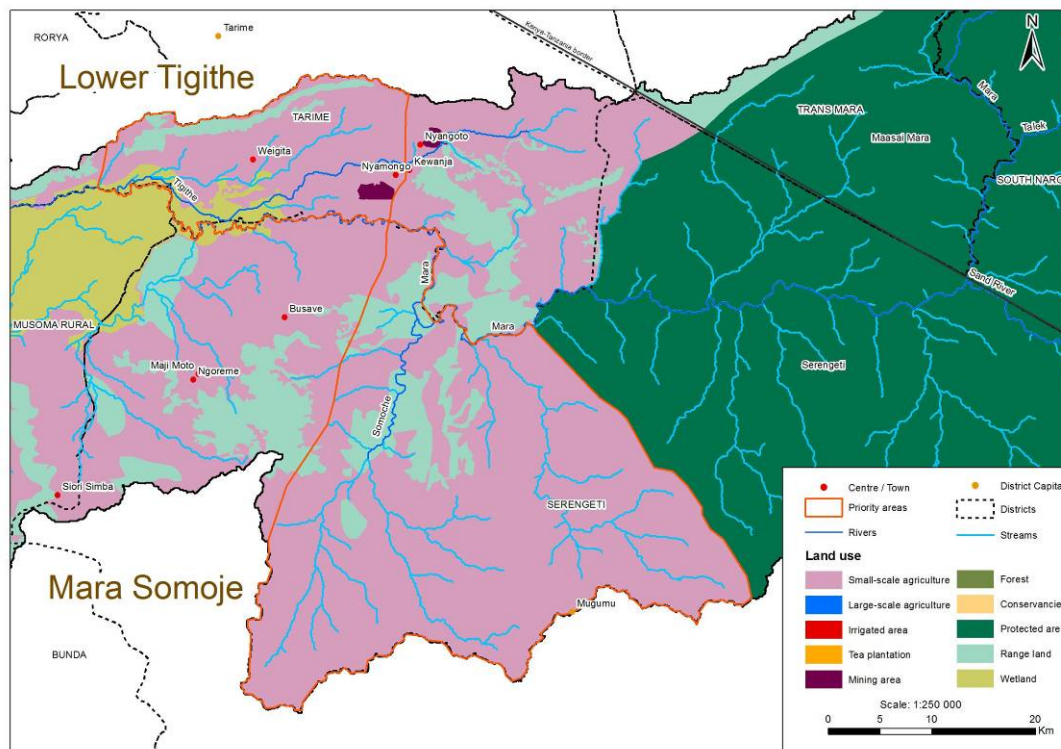 RORYA
Tarime
Kenya-Tanzania border
Lower Tigithe
TARIME
TRANS MARA
Mara
Maasai Mara
Talek
Nyangoto
Weigita
Kewanja
Nyamongo
SOUTH NARO
Tigithe
Mara
Sand River
MUSOMA RURAL
Busave
Mara
Maji Moto
Ngoreme
Serengeti
Somoche
Siori Simba
SERENGETI
Mara Somoje
Mugumu
BUNDA
N
Centre / Town
District Capita
Priority areas
Districts
Rivers
Streams
Land use
Small-scale agriculture
Forest
Large-scale agriculture
Conservancie
Irrigated area
Protected are
Tea plantation
Range land
Mining area
Wetland
Scale: 1:250 000
0 5 10 20
Km